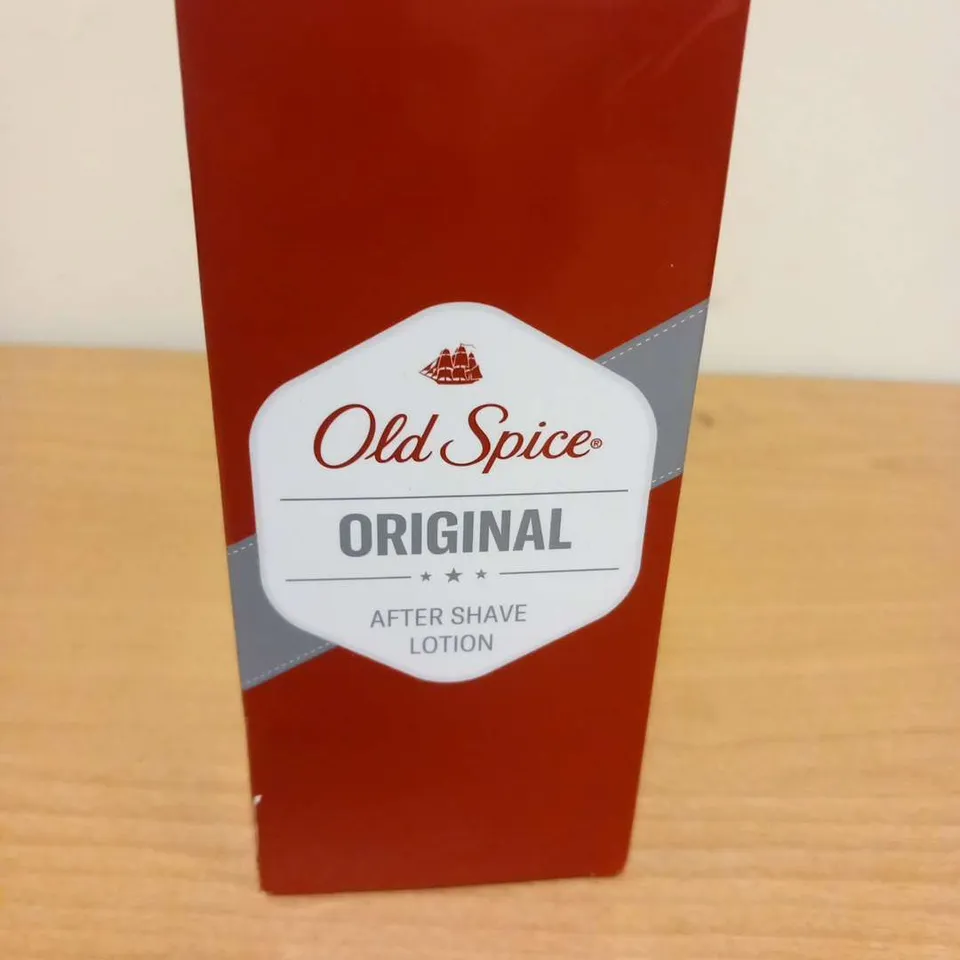 Old Spice®
ORIGINAL
AFTER SHAVE
LOTION